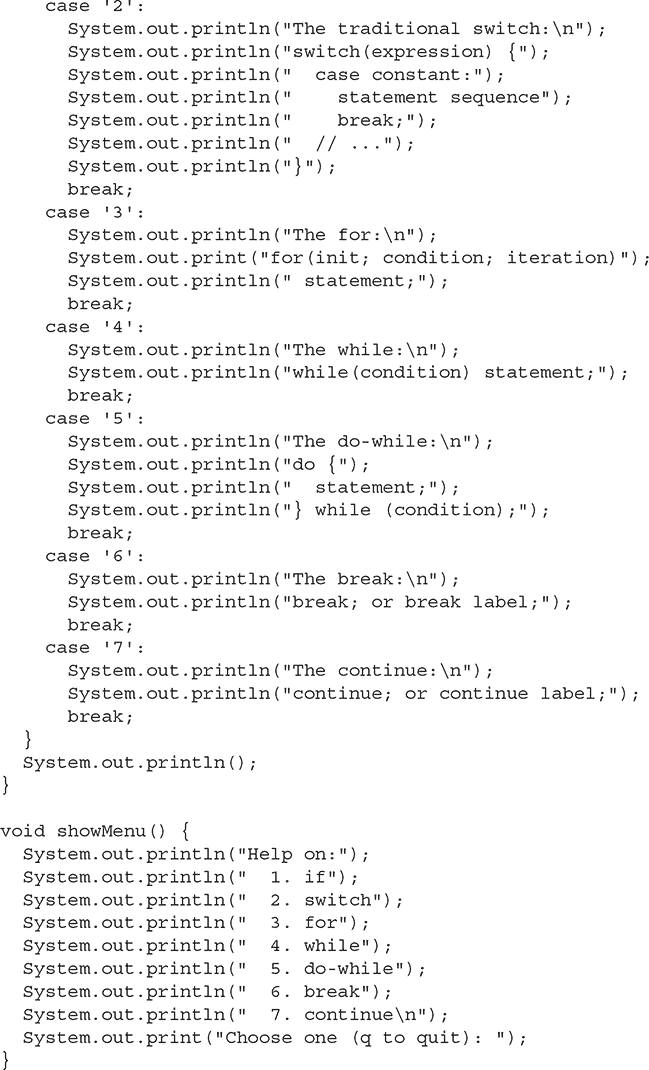 case '2':
      System.out.println("The traditional switch:\n");
      System.out.println("switch(expression) {");
      System.out.println("  case constant:");
      System.out.println("    statement sequence");
      System.out.println("    break;");
      System.out.println("  // ...");
      System.out.println("}");
      break;
    case '3':
      System.out.println("The for:\n");
      System.out.print("for(init; condition; iteration)");
      System.out.println(" statement;");
      break;
    case '4':
      System.out.println("The while:\n");
      System.out.println("while(condition) statement;");
      break;
    case '5':
      System.out.println("The do-while:\n");
      System.out.println("do {");
      System.out.println("  statement;");
      System.out.println("} while (condition);");
      break;
    case '6':
      System.out.println("The break:\n");
      System.out.println("break; or break label;");
      break;
    case '7':
      System.out.println("The continue:\n");
      System.out.println("continue; or continue label;");
      break;
  }
  System.out.println();
}

void showMenu() {
  System.out.println("Help on:");
  System.out.println("  1. if");
  System.out.println("  2. switch");
  System.out.println("  3. for");
  System.out.println("  4. while");
  System.out.println("  5. do-while");
  System.out.println("  6. break");
  System.out.println("  7. continue\n");
  System.out.print("Choose one (q to quit): ");
}